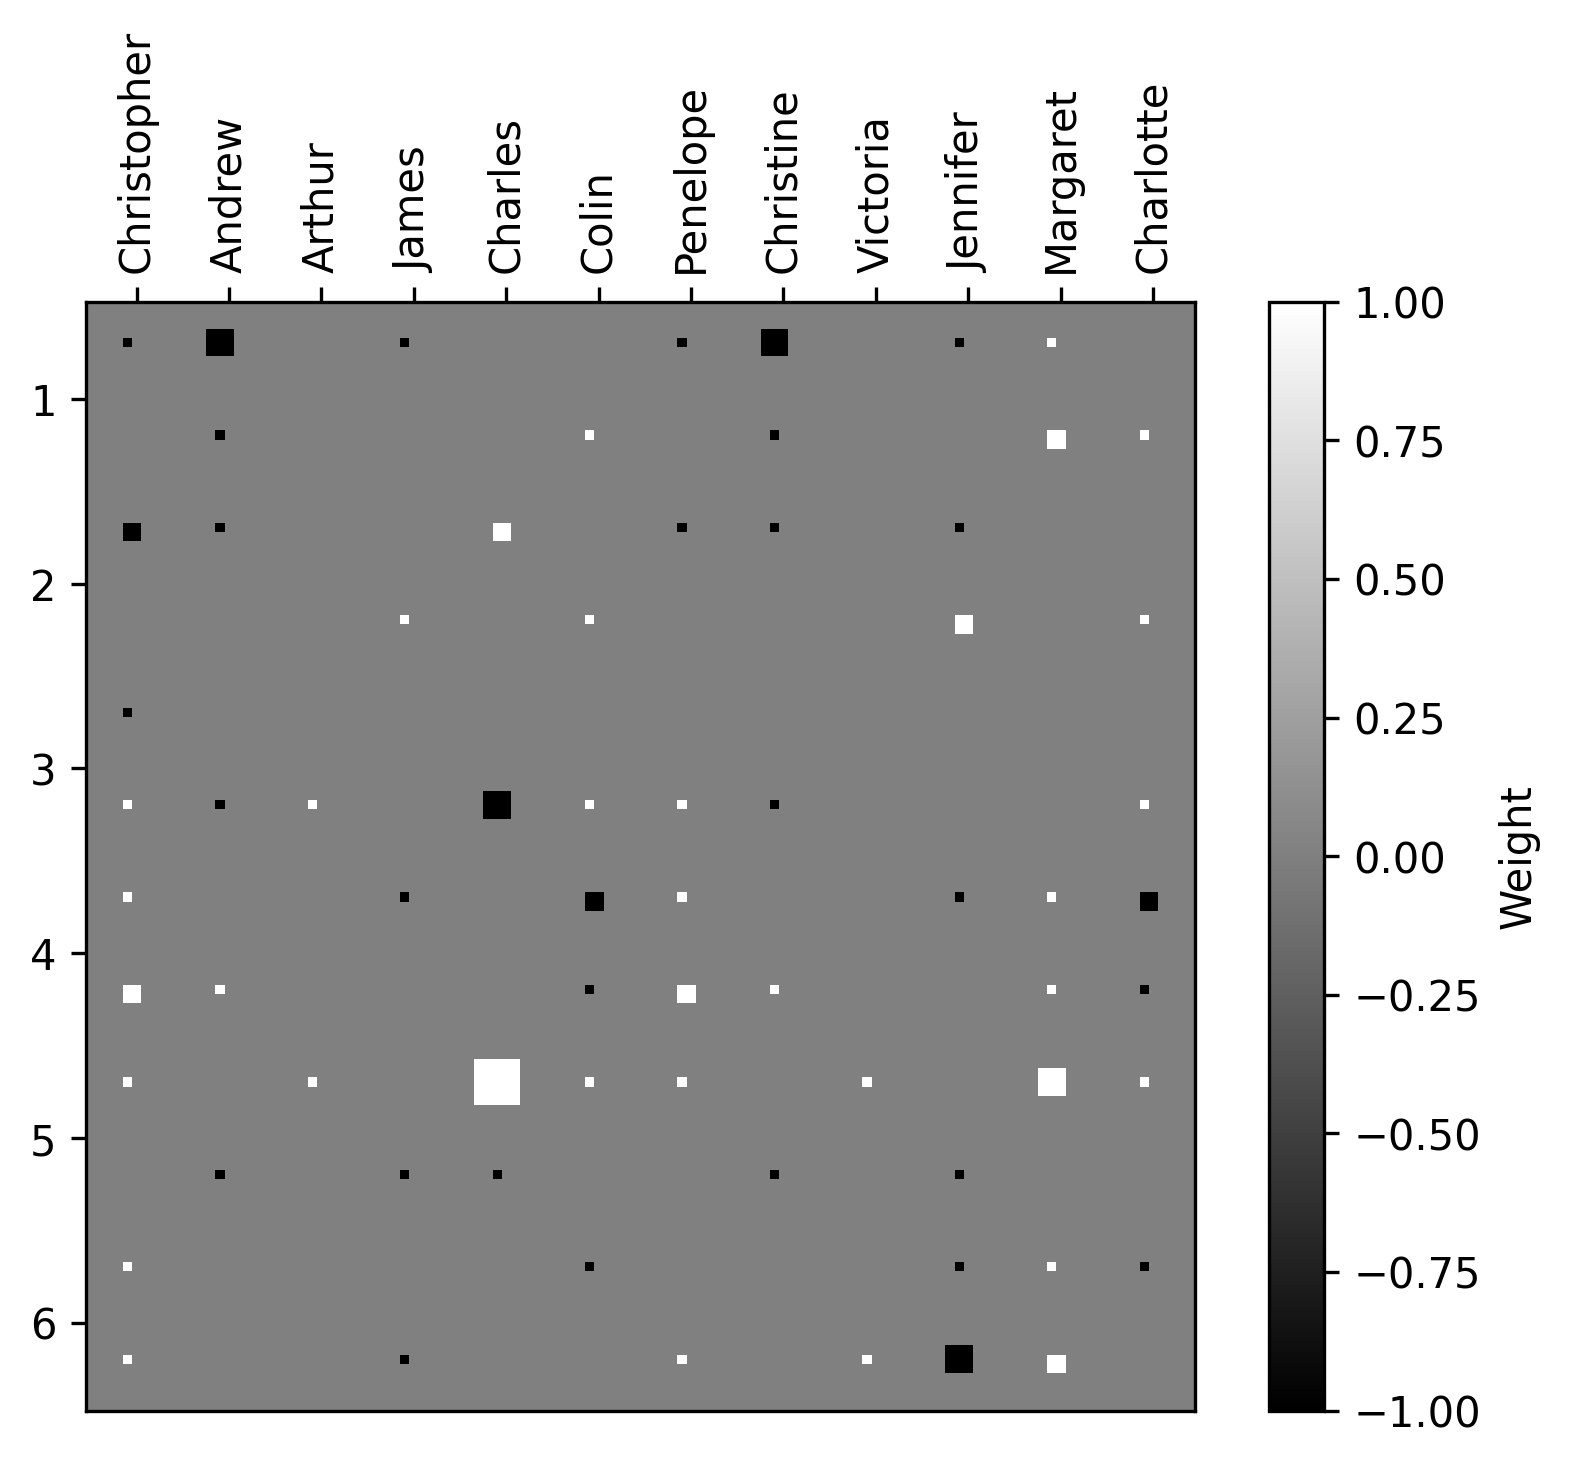 Christopher
Andrew
Arthur
James
Charles
Colin
Penelope
Christine
Victoria
Jennifer
Margaret
Charlotte
1
2
3
4
5
6
1.00
0.75
0.50
0.25
0.00
−0.25
−0.50
−0.75
−1.00
Weight